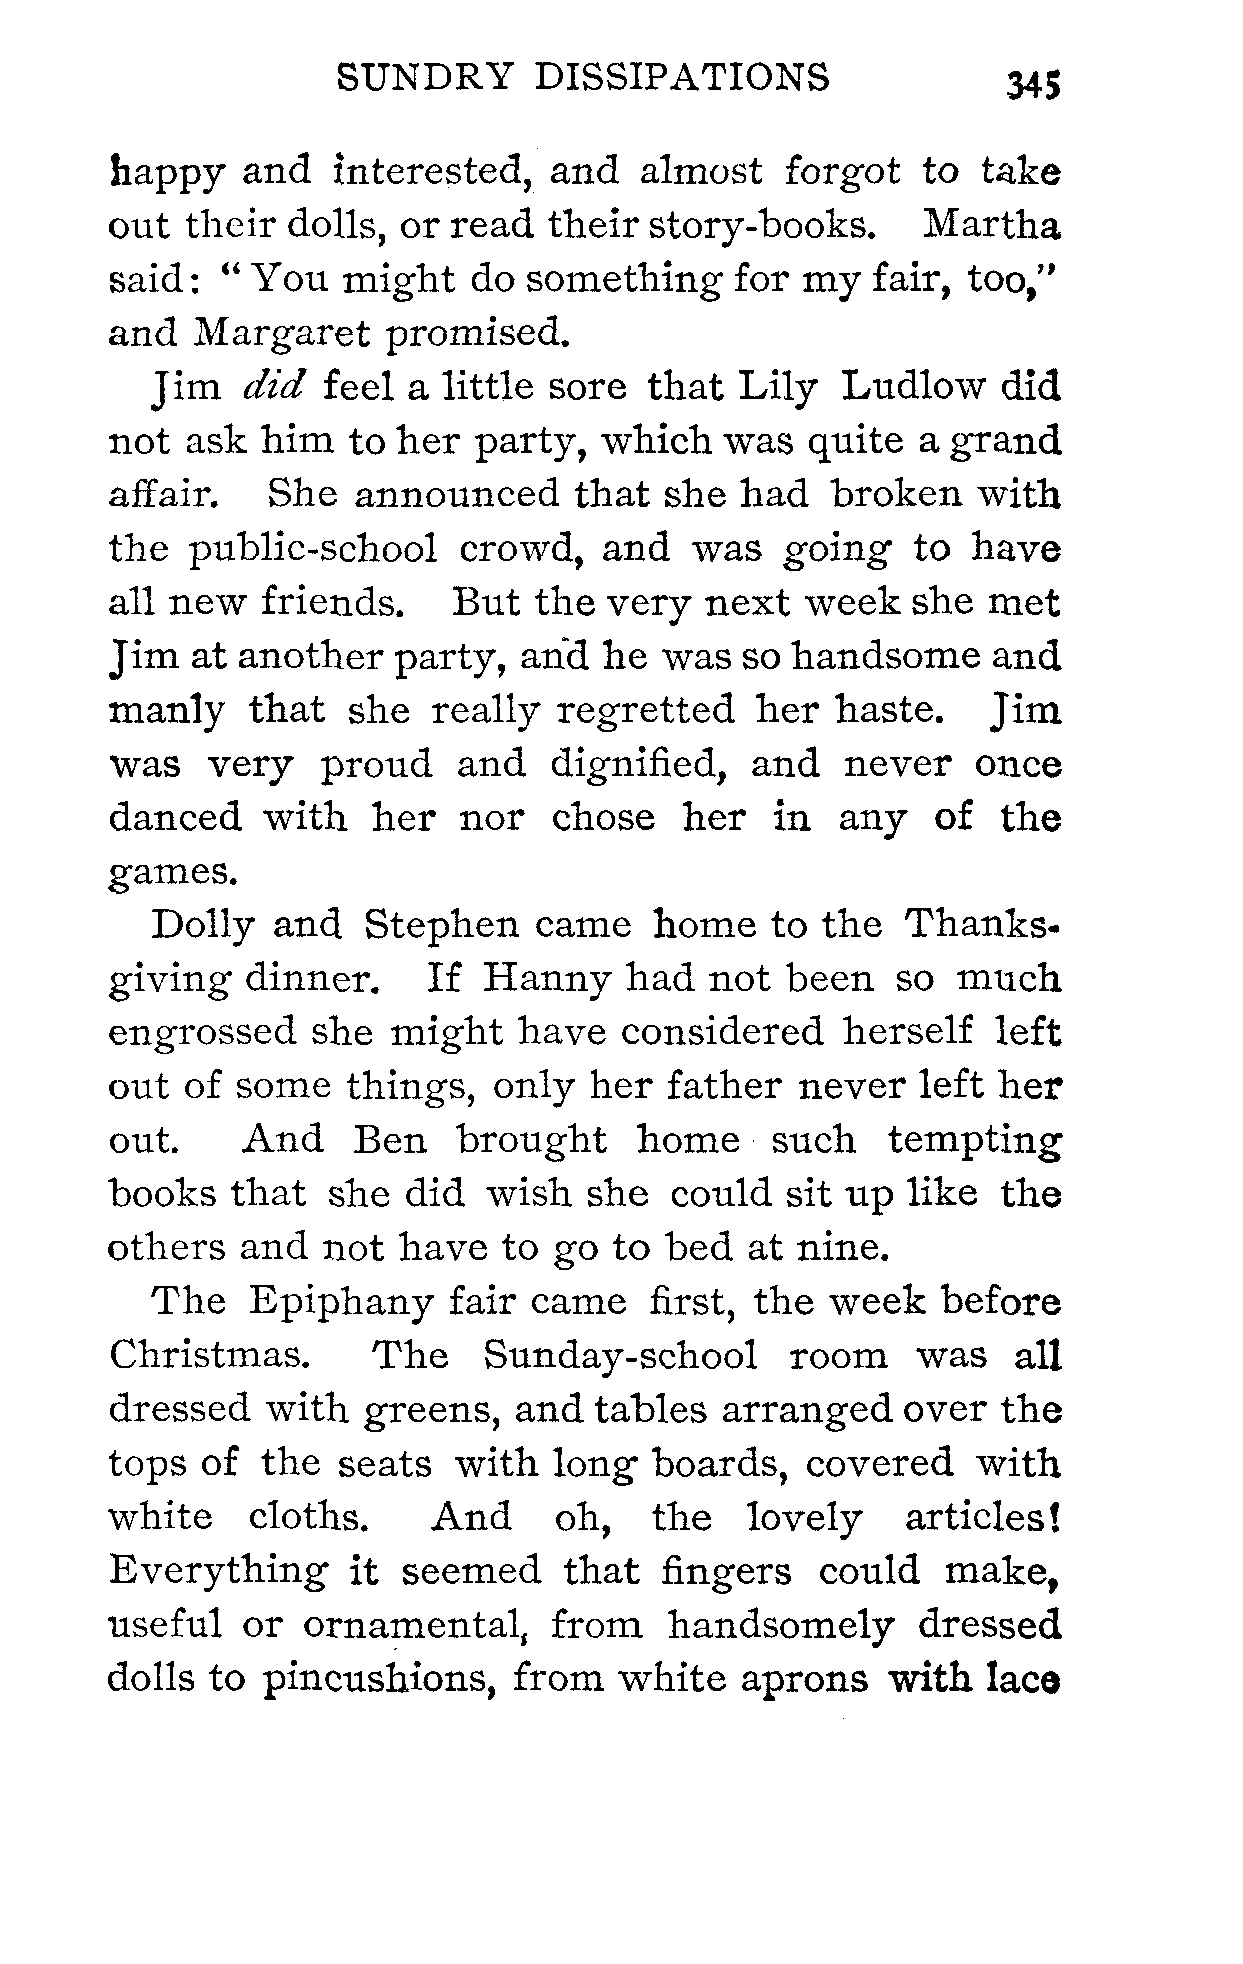 SUNDRY DISSIPATIONS 345
happy and interested, and almost forgot to take
out their dolls, or read their story-books. Martha
said: “ You might do something for my fair, too,”
and Margaret promised.
Jim did feel a little sore that Lily Ludlow did
not ask him to her party, which was quite a grand
affair. She announced that she had broken with
the public-school crowd, and was going to have
all new friends. But the very next week she met
Jim at another party, and he was so handsome and
manly that she really regretted her haste. Jim
was very proud and dignified, and never once
danced with her nor chose her in any of the
games.
Dolly and Stephen came home to the Thanks-
giving dinner. If Hanny had not been so much
engrossed she might have considered herself left
out of some things, only her father never left her
out. And Ben brought home such tempting
books that she did wish she could sit up like the
others and not have to go to bed at nine.
The Epiphany fair came first, the week before
Christmas. The Sunday-school room was all
dressed with greens, and tables arranged over the
tops of the seats with long boards, covered with
white cloths. And oh, the lovely articles!
Everything it seemed that fingers could make,
useful or ornamental, from handsomely dressed
dolls to pincushions, from white aprons with lace